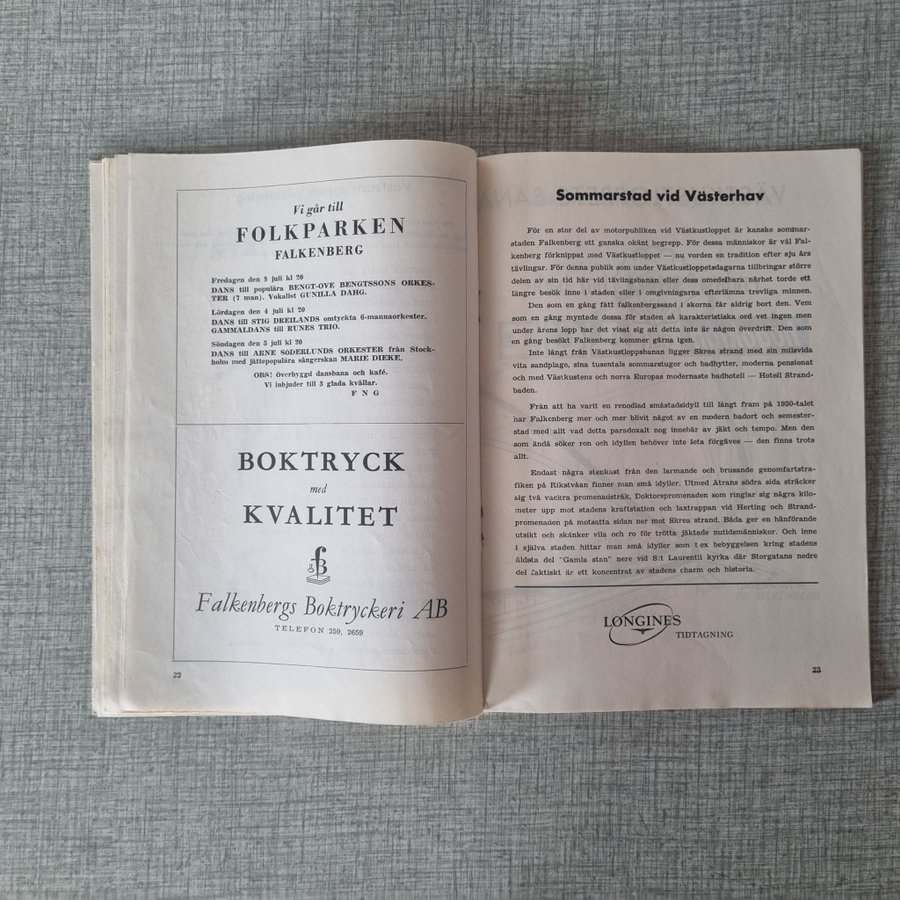 Vi går till
FOLKPARKEN
FALKENBERG
Fredagen den 3 juli kl 20
DANS till populära BENGT-OVE BENGTSSONS ORKES-
TER (7 man). Vokalist GUNILLA DAHG.
Lördagen den 4 juli kl 20
DANS till STIG DREILANDS omtyckta 6-mannaorkester.
GAMMALDANS till RUNES TRIO.
Söndagen den 5 juli kl 20
DANS till ARNE SÖDERLUNDS ORKESTER från Stock-
holm med jättepopulära sångerskan MARIE DIEKE,
OBS! Överbyggd dansbana och kafé.
Vi inbjuder till 3 glada kvällar.
F N G
BOKTRYCK
med
KVALITET
fB
Falkenbergs Boktryckeri AB
TELEFON 259, 2659
22
Sommarstad vid Västerhav
För en stor del av motorpubliken vid Västkustloppet är kanske sommar-
staden Falkenberg ett ganska okänt begrepp. För dessa människor är väl Fal-
kenberg förknippat med Västkustloppet — nu vorden en tradition efter sju års
tävlingar. För denna publik som under Västkustloppetsdagarna tillbringar större
delen av sin tid här vid tävlingsbanan eller dess omedelbara närhet torde ett
längre besök inne i staden eller i omgivningarna efterlämna trevliga minnen.
Den som en gång fått falkenbergssand i skorna får aldrig bort den. Vem
som en gång myntade dessa för staden så karakteristiska ord vet ingen men
under årens lopp har det visat sig att detta inte är någon överdrift. Den som
en gång besökt Falkenberg kommer gärna igen.
Inte långt från Västkustloppsbanan ligger Skrea strand med sin milsvida
vita sandplage, sina tusentals sommarstugor och badhytter, moderna pensionat
och med Västkustens och norra Europas modernaste badhotell — Hotell Strand-
baden.
Från att ha varit en renodlad småstadsidyll till långt fram på 1930-talet
har Falkenberg mer och mer blivit något av en modern badort och semester-
stad med allt vad detta paradoxalt nog innebär av jäkt och tempo. Men den
som ändå söker ron och idyllen behöver inte leta förgäves — den finns trots
allt.
Endast några stenkast från den larmande och brusande genomfartstra-
fiken på Rikstvåan finner man små idyller. Utmed Ätrans södra sida sträcker
sig två vackra promenadstråk, Doktorspromenaden som ringlar sig några kilo-
meter upp mot stadens kraftstation och laxtrappan vid Herting och Strand-
promenaden på motsatta sidan ner mot Skrea strand. Båda ger en hänförande
utsikt och skänker vila och ro för trötta jäktade nutidsmänniskor. Och inne
i själva staden hittar man små idyller som t ex bebyggelsen kring stadens
äldsta del "Gamla stan" nere vid S:t Laurentii kyrka där Storgatans nedre
del faktiskt är ett koncentrat av stadens charm och historia.
LONGINES
TIDTAGNING
23